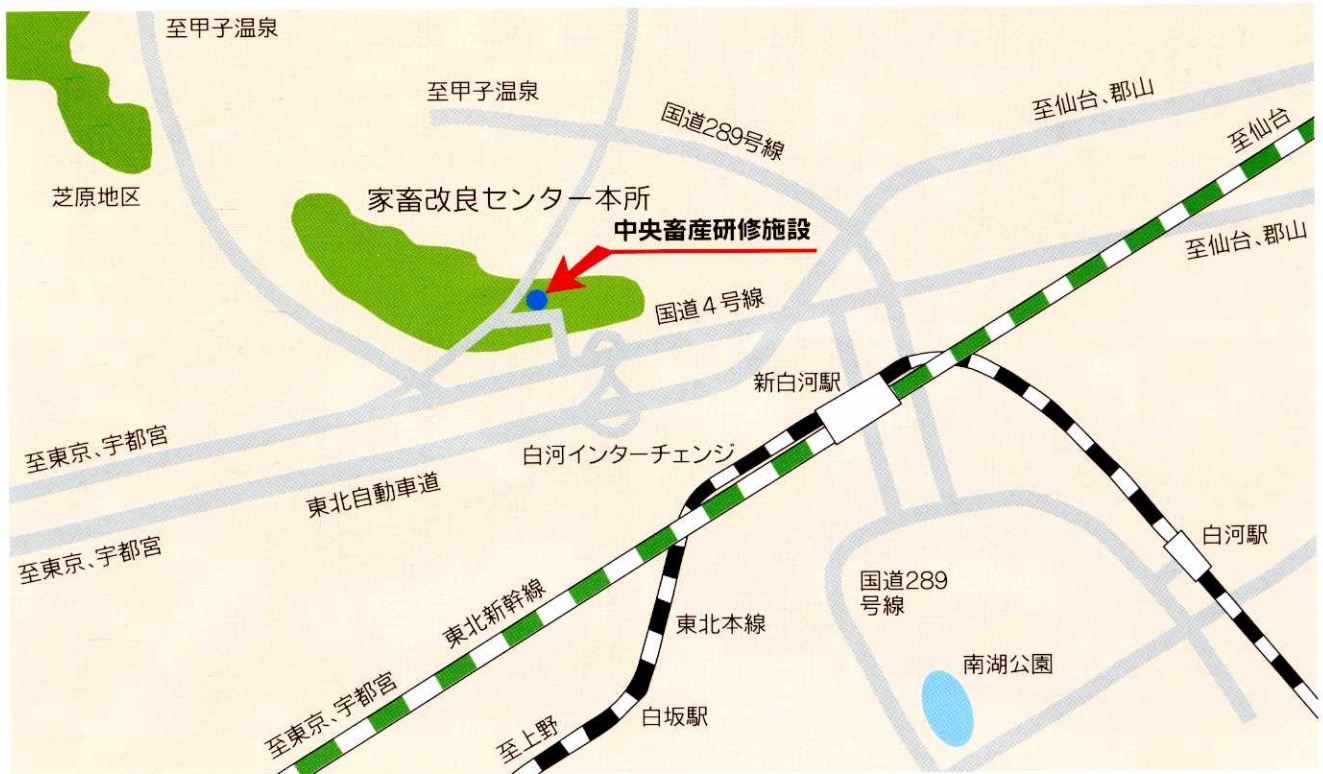 至甲子温泉
至甲子温泉
国道289号線
至仙台、郡山
至仙台
芝原地区
家畜改良センター本所
中央畜産研修施設
至仙台、郡山
国道4号線
新白河駅
至東京、宇都宮
白河インターチェンジ
東北自動車道
白河駅
至東京、宇都宮
国道289
号線
東北新幹線
東北本線
南湖公園
至東京、宇都宮
白坂駅
至上野